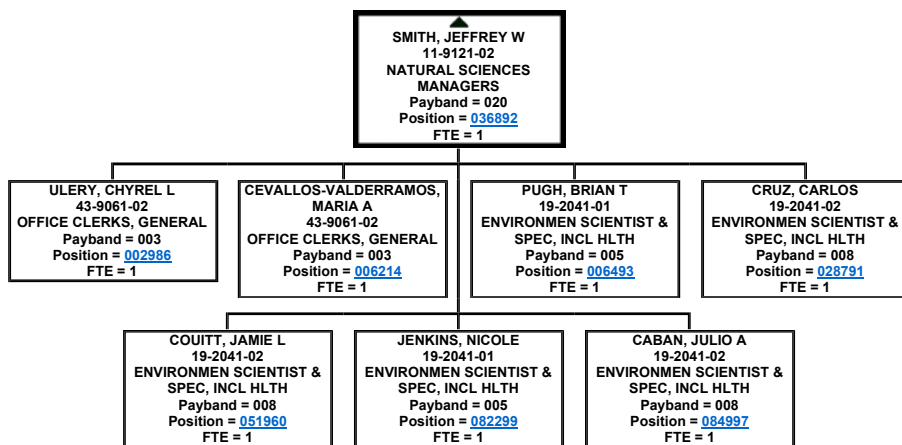 SMITH, JEFFREY W
11-9121-02
NATURAL SCIENCES
MANAGERS
Payband = 020
Position = 036892
FTE = 1
ULERY, CHYREL L
43-9061-02
OFFICE CLERKS, GENERAL
Payband = 003
Position = 002986
FTE = 1
CEVALLOS-VALDERRAMOS,
MARIA A
43-9061-02
OFFICE CLERKS, GENERAL
Payband = 003
Position = 006214
FTE = 1
PUGH, BRIAN T
19-2041-01
ENVIRONMEN SCIENTIST &
SPEC, INCL HLTH
Payband = 005
Position = 006493
FTE = 1
CRUZ, CARLOS
19-2041-02
ENVIRONMEN SCIENTIST &
SPEC, INCL HLTH
Payband = 008
Position = 028791
FTE = 1
COUITT, JAMIE L
19-2041-02
ENVIRONMEN SCIENTIST &
SPEC, INCL HLTH
Payband = 008
Position = 051960
FTE = 1
JENKINS, NICOLE
19-2041-01
ENVIRONMEN SCIENTIST &
SPEC, INCL HLTH
Payband = 005
Position = 082299
FTE = 1
CABAN, JULIO A
19-2041-02
ENVIRONMEN SCIENTIST &
SPEC, INCL HLTH
Payband = 008
Position = 084997
FTE = 1